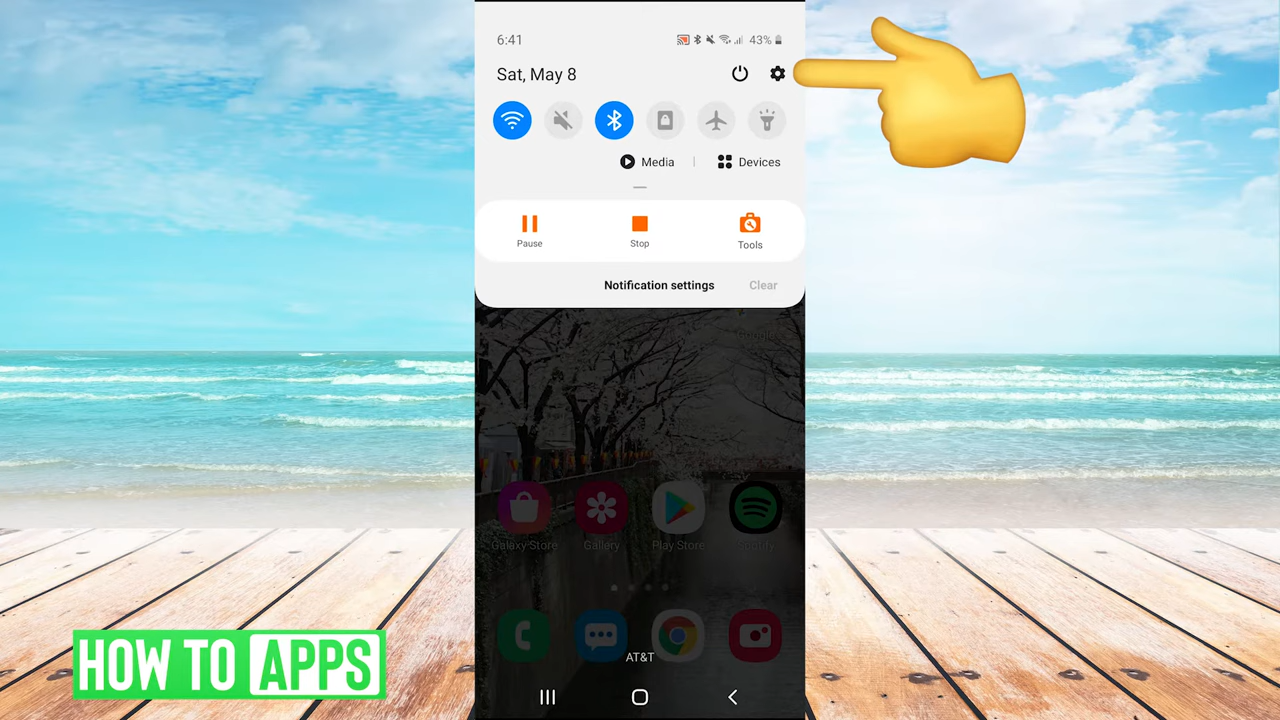 6:41
43%
Sat, May 8
Media | Devices
Pause
Stop
Tools
Notification settings
Clear
Google
Galaxy Store
Gallery
Play Store
Spotify
AT&T
HOW TO APPS